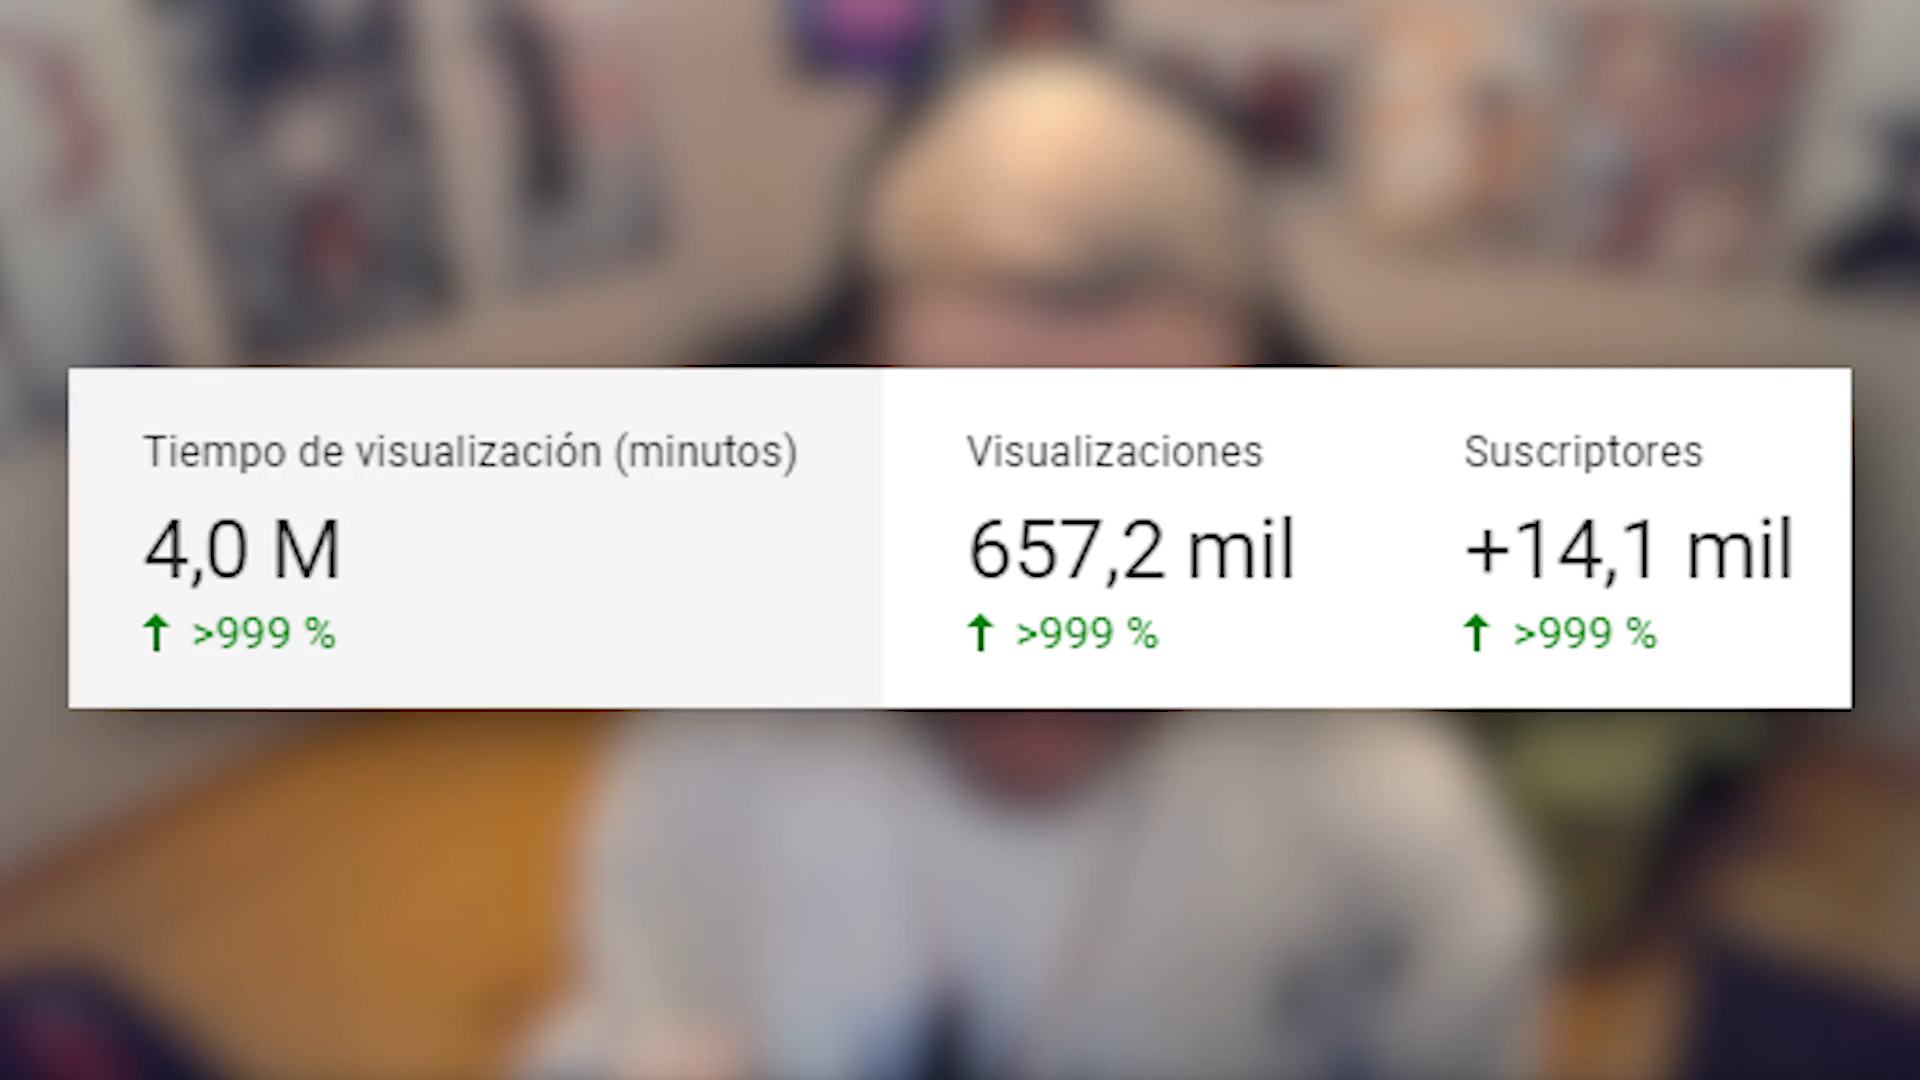 Tiempo de visualización (minutos)
4,0 M
↑ >999 %
Visualizaciones
657,2 mil
↑ >999 %
Suscriptores
+14,1 mil
↑ >999 %